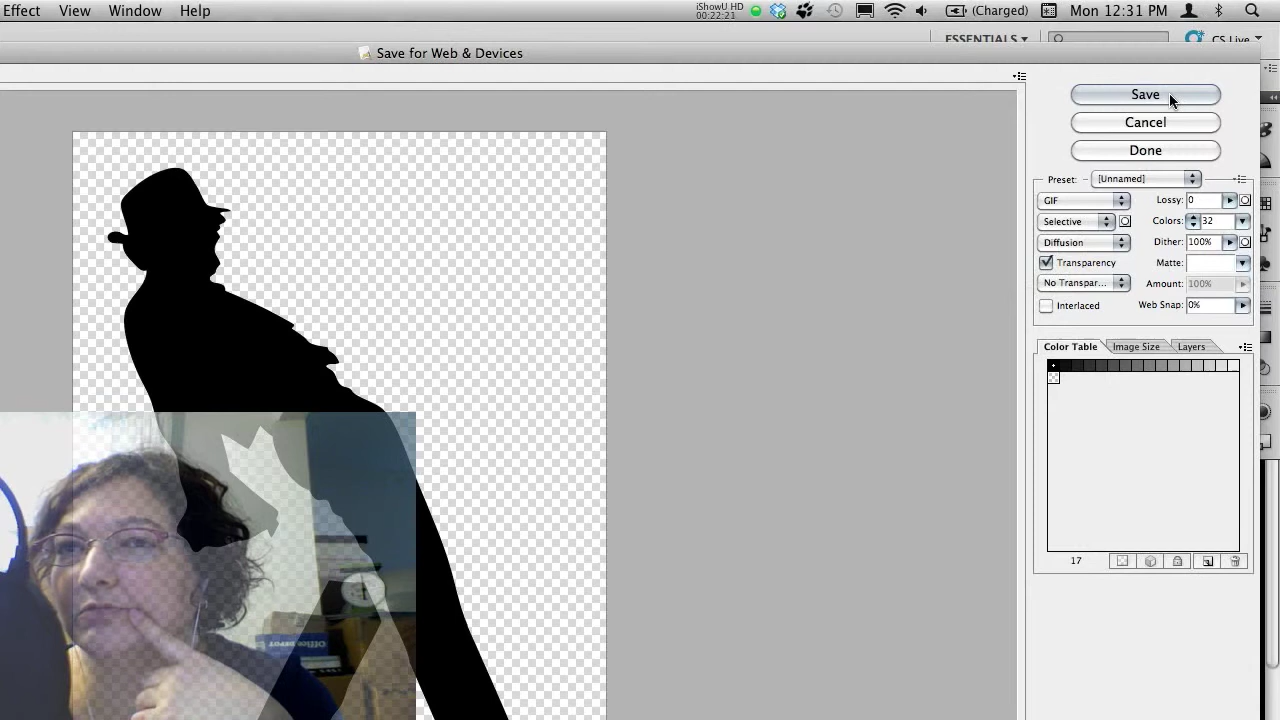 Effect View Window Help
iShowU HD
00:22:21
(Charged)
Mon 12:31 PM
ESSENTIALS
CS Live
Save for Web & Devices
Save
Cancel
Done
Preset: [Unnamed]
GIF Lossy: 0
Selective Colors: 32
Diffusion Dither: 100%
Transparency Matte:
No Transpar... Amount: 100%
Interlaced Web Snap: 0%
Color Table Image Size Layers
17
Office DEPOT